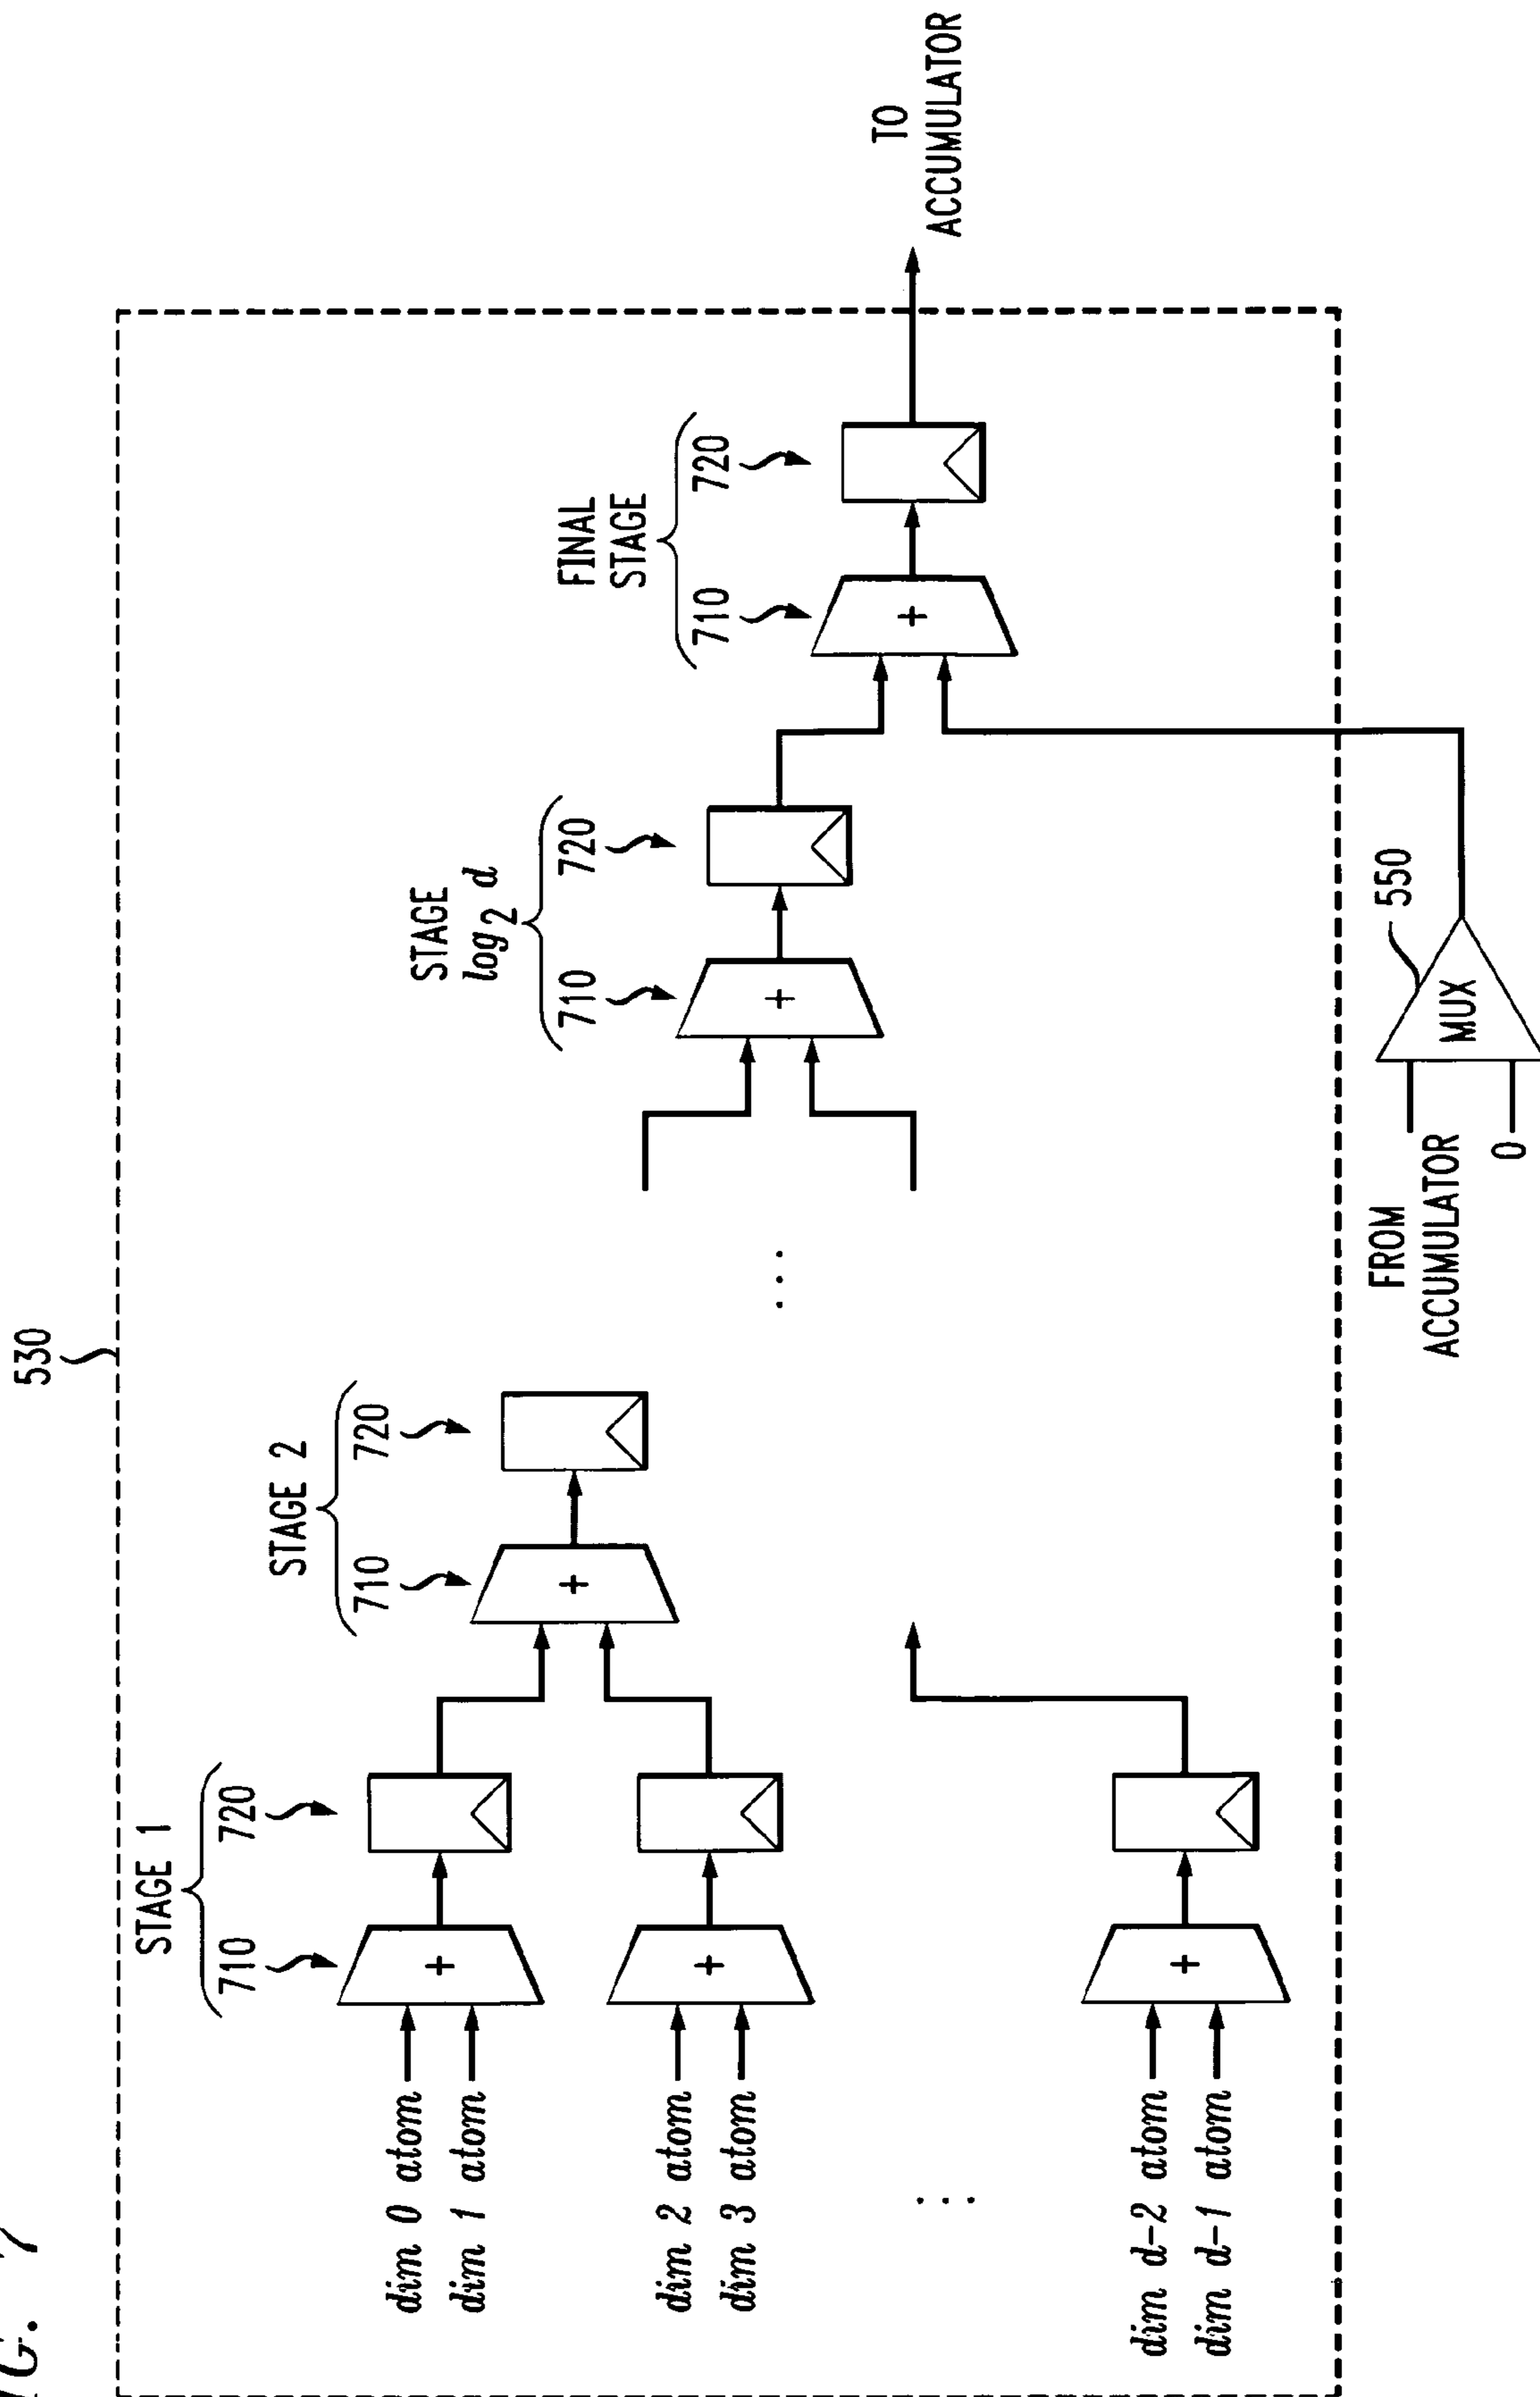 IG. 7
530
STAGE 1
710
720
STAGE 2
710
720
STAGE
log2 d
710
720
FINAL
STAGE
710
720
dim 0 atom
dim 1 atom
dim 2 atom
dim 3 atom
...
dim d-2 atom
dim d-1 atom
+
+
+
+
...
+
+
TO
ACCUMULATOR
FROM
ACCUMULATOR
0
MUX
550